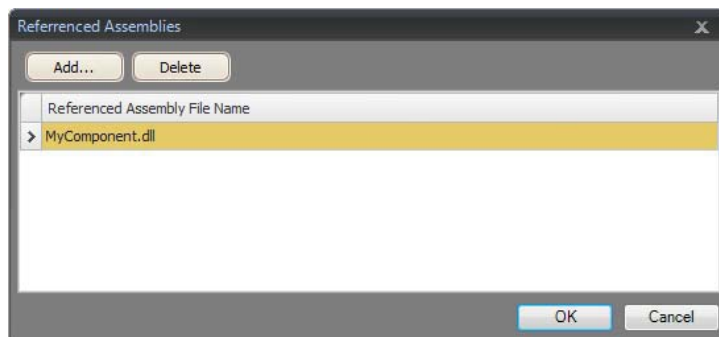 Referrenced Assemblies X
Add... Delete
Referenced Assembly File Name
MyComponent.dll
OK Cancel